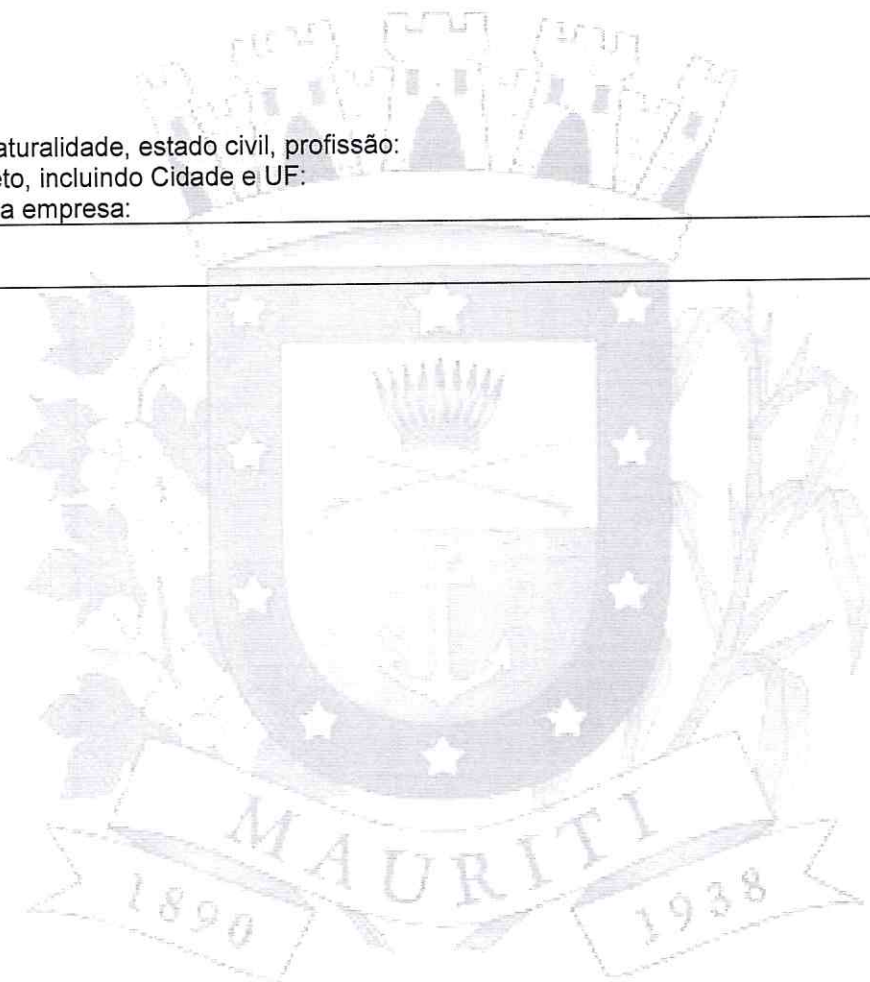 aturalidade, estado civil, profissão:
eto, incluindo Cidade e UF:
a empresa:
MAURITI
1890
1938